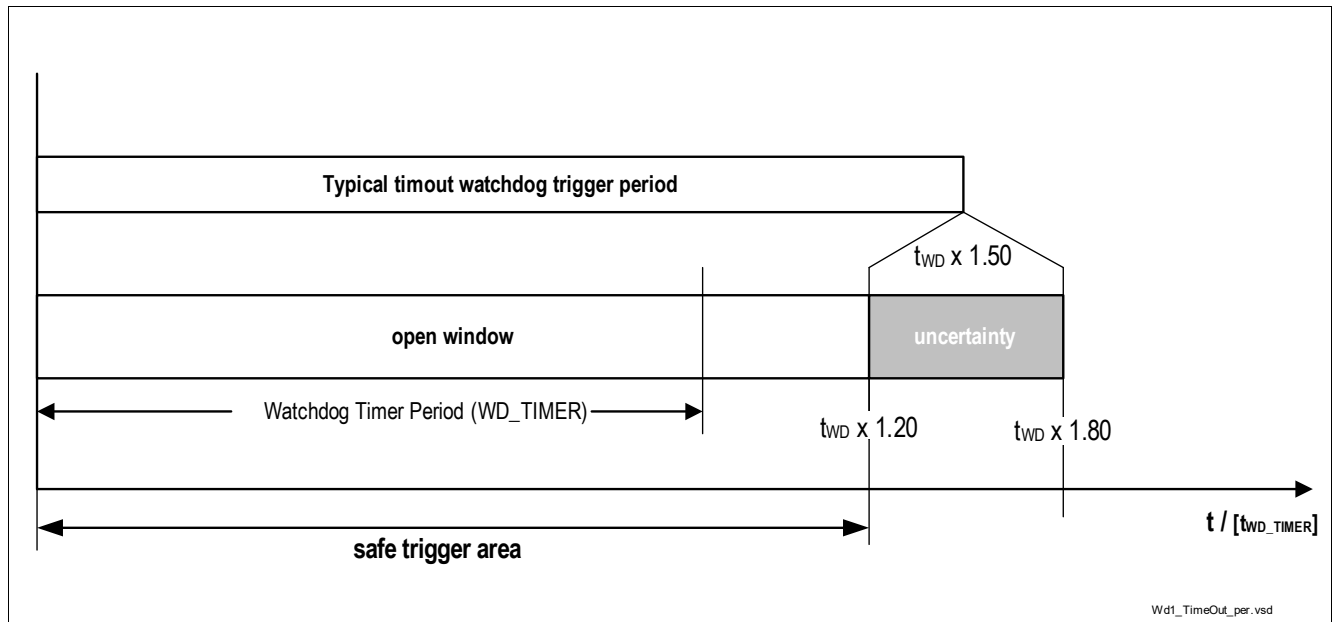 Typical timout watchdog trigger period
tWD x 1.50
open window
uncertainty
Watchdog Timer Period (WD_TIMER)
tWD x 1.20
tWD x 1.80
t / [tWD_TIMER]
safe trigger area
Wd1_TimeOut_per.vsd